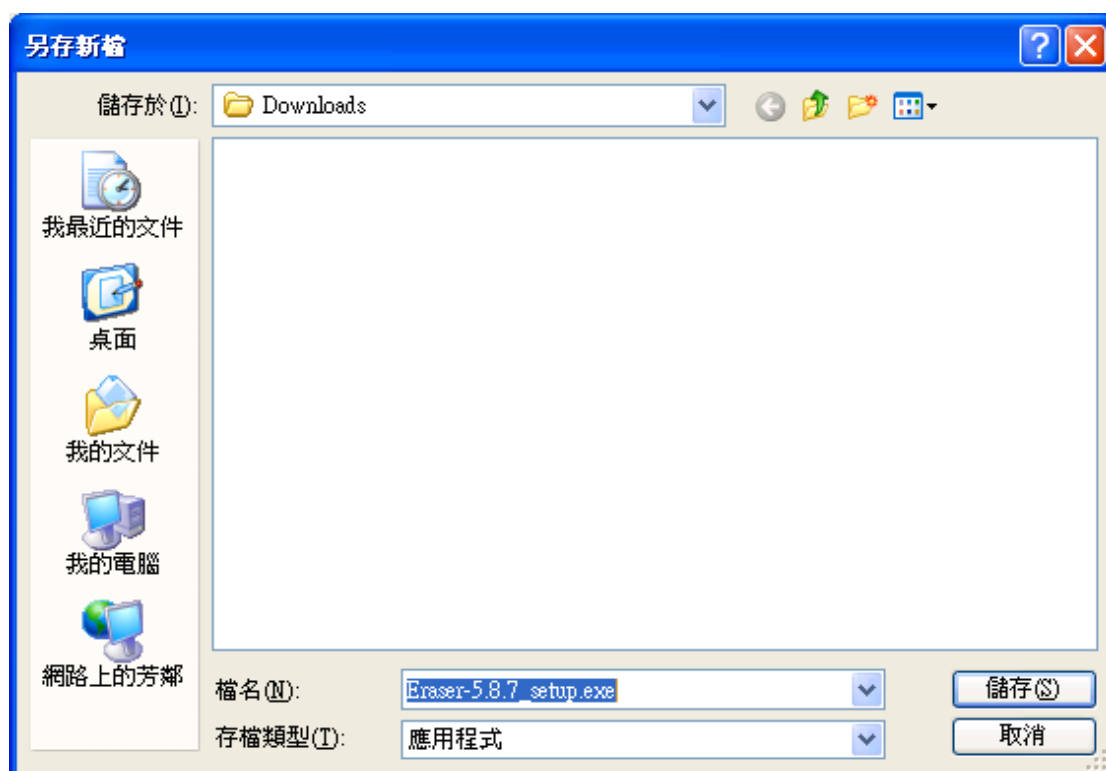 另存新檔
儲存於(I):
Downloads
我最近的文件
桌面
我的文件
我的電腦
網路上的芳鄰
檔名(N):
Eraser-5.8.7_setup.exe
儲存(S)
存檔類型(T):
應用程式
取消